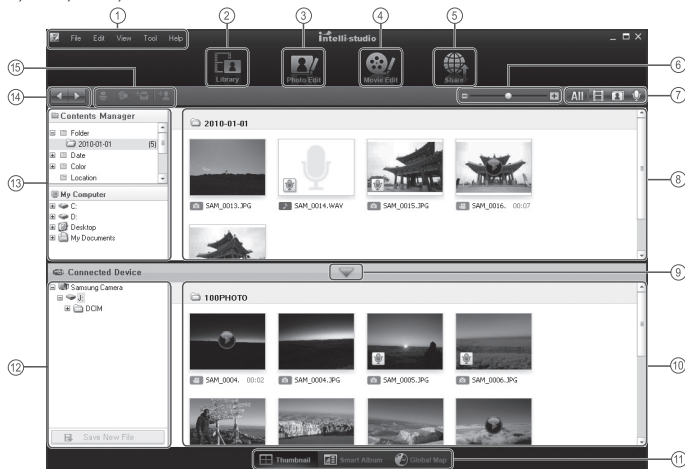 1 2 3 4 5
File Edit View Tool Help
intelli-studio
Library
Photo Edit
Movie Edit
Share
6
15
14
All
7
Contents Manager
Folder
2010-01-01 (5)
Date
Color
Location
13
My Computer
C:
D:
Desktop
My Documents
2010-01-01
SAM_0013.JPG
SAM_0014.WAV
SAM_0015.JPG
SAM_0016. 00:07
8
Connected Device
9
Samsung Camera
J:
DCIM
12
Save New File
100PHOTO
SAM_0004. 00:02
SAM_0004.JPG
SAM_0005.JPG
SAM_0006.JPG
10
Thumbnail
Smart Album
Global Map
11